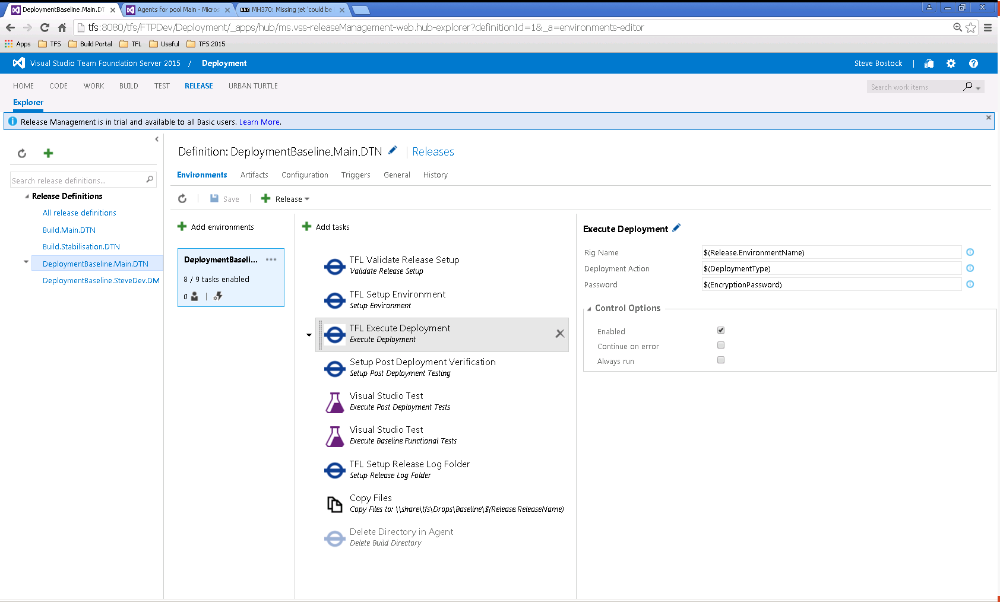 DeploymentBaseline.Main.DT
Agents for pool Main - Micros
BBC MH370: Missing jet 'could be
tfs:8080/tfs/FTPDev/Deployment/_apps/hub/ms.vss-releaseManagement-web.hub-explorer?definitionId=1&_a=environments-editor
Apps TFS Build Portal TFL Useful TFS 2015
Visual Studio Team Foundation Server 2015 / Deployment
Steve Bostock
HOME CODE WORK BUILD TEST RELEASE URBAN TURTLE
Search work items
Explorer
Release Management is in trial and available to all Basic users. Learn More.
Search release definitions...
Release Definitions
All release definitions
Build.Main.DTN
Build.Stabilisation.DTN
DeploymentBaseline.Main.DTN
DeploymentBaseline.SteveDev.DM
Definition: DeploymentBaseline.Main.DTN | Releases
Environments Artifacts Configuration Triggers General History
Save Release
Add environments
DeploymentBaseli...
8 / 9 tasks enabled
0
Add tasks
TFL Validate Release Setup
Validate Release Setup
TFL Setup Environment
Setup Environment
TFL Execute Deployment
Execute Deployment
Setup Post Deployment Verification
Setup Post Deployment Testing
Visual Studio Test
Execute Post Deployment Tests
Visual Studio Test
Execute Baseline.Functional Tests
TFL Setup Release Log Folder
Setup Release Log Folder
Copy Files
Copy Files to: \\share\tfs\Drops\Baseline\$(Release.ReleaseName)
Delete Directory in Agent
Delete Build Directory
Execute Deployment
Rig Name $(Release.EnvironmentName)
Deployment Action $(DeploymentType)
Password $(EncryptionPassword)
Control Options
Enabled
Continue on error
Always run